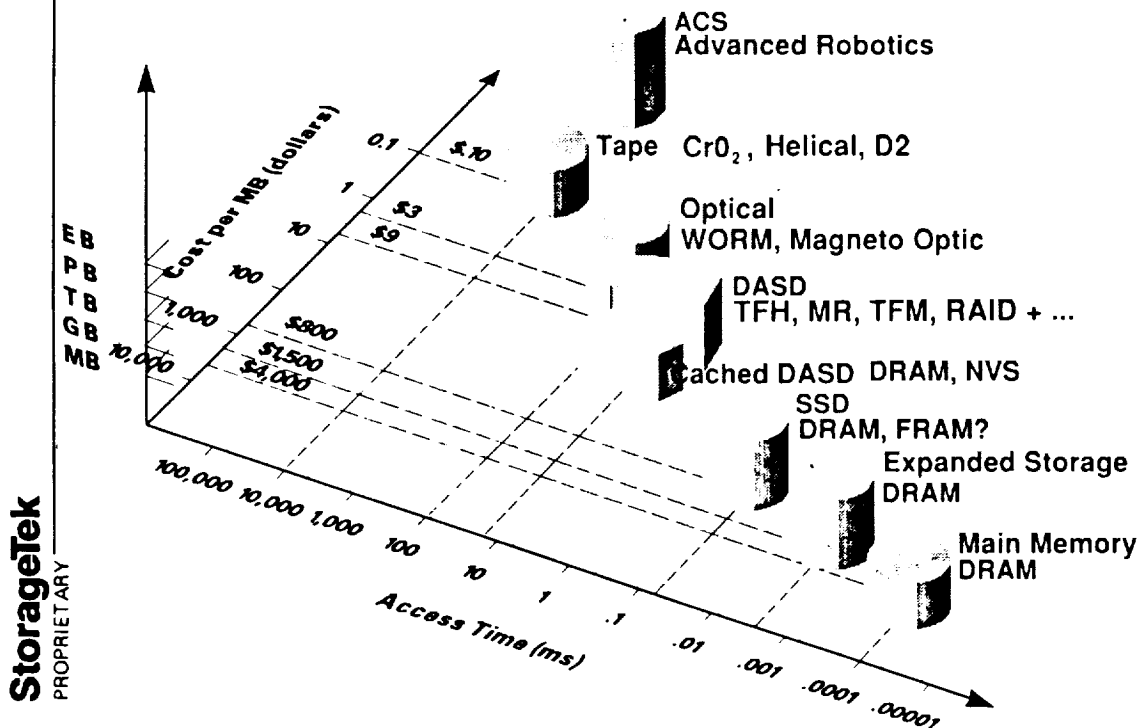 ACS
Advanced Robotics
Tape CrO₂, Helical, D2
Optical
WORM, Magneto Optic
DASD
TFH, MR, TFM, RAID + ...
Cached DASD DRAM, NVS
SSD
DRAM, FRAM?
Expanded Storage
DRAM
Main Memory
DRAM
Cost per MB (dollars)
0.1
1
10
100
1,000
10,000
$.10
$3
$9
$800
$1,500
$4,000
EB
PB
TB
GB
MB
100,000 10,000 1,000 100 10 1 .1 .01 .001 .0001 .00001
Access Time (ms)
StorageTek
PROPRIETARY